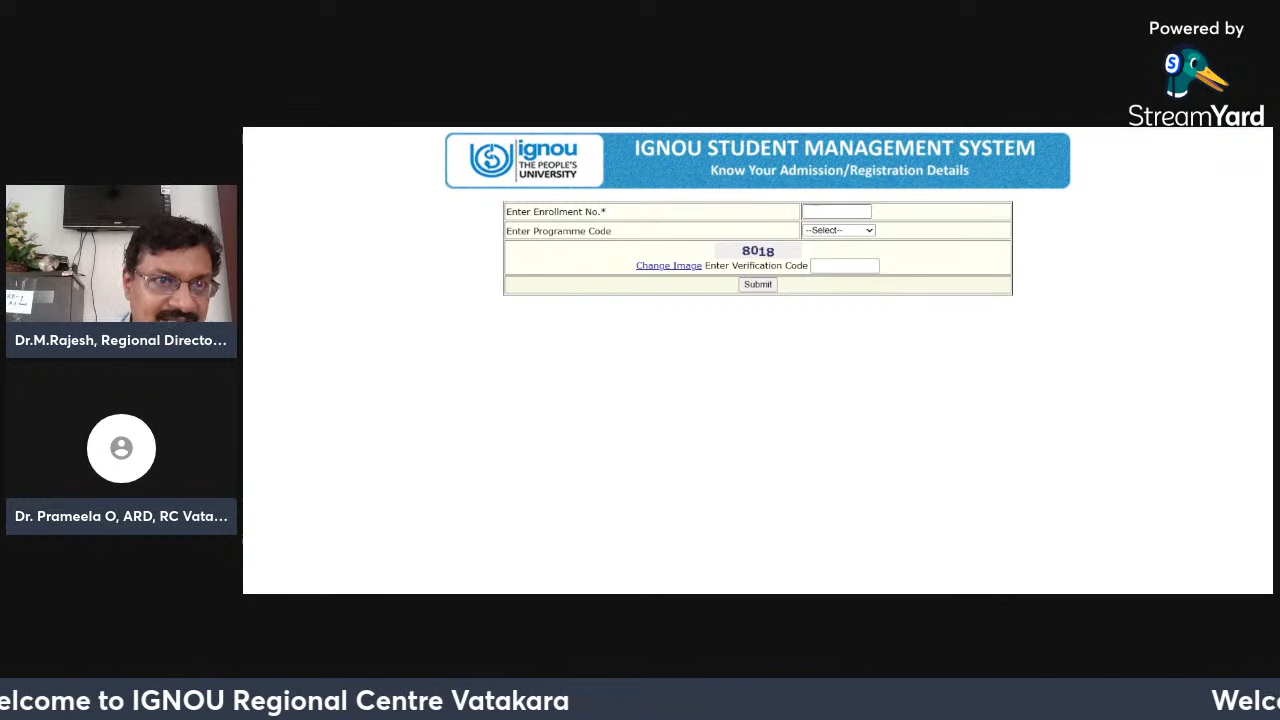 Powered by
StreamYard
ignou
THE PEOPLE'S
UNIVERSITY
IGNOU STUDENT MANAGEMENT SYSTEM
Know Your Admission/Registration Details
Enter Enrollment No.*
Enter Programme Code --Select--
8018
Change Image Enter Verification Code
Submit
Dr.M.Rajesh, Regional Directo...
Dr. Prameela O, ARD, RC Vata...
elcome to IGNOU Regional Centre Vatakara
Welc